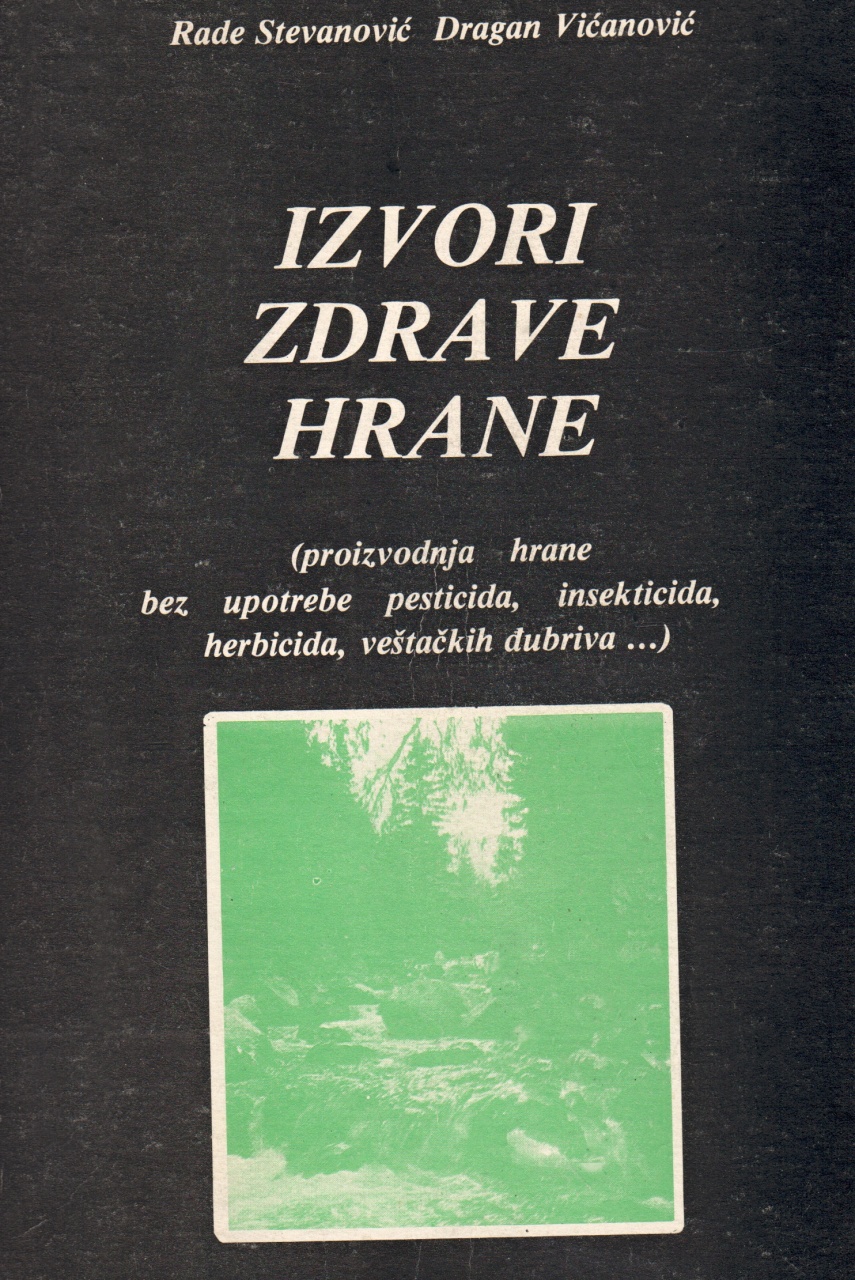 Rade Stevanović Dragan Vićanović
IZVORI
ZDRAVE
HRANE
(proizvodnja hrane
bez upotrebe pesticida, insekticida,
herbicida, veštačkih đubriva ...)